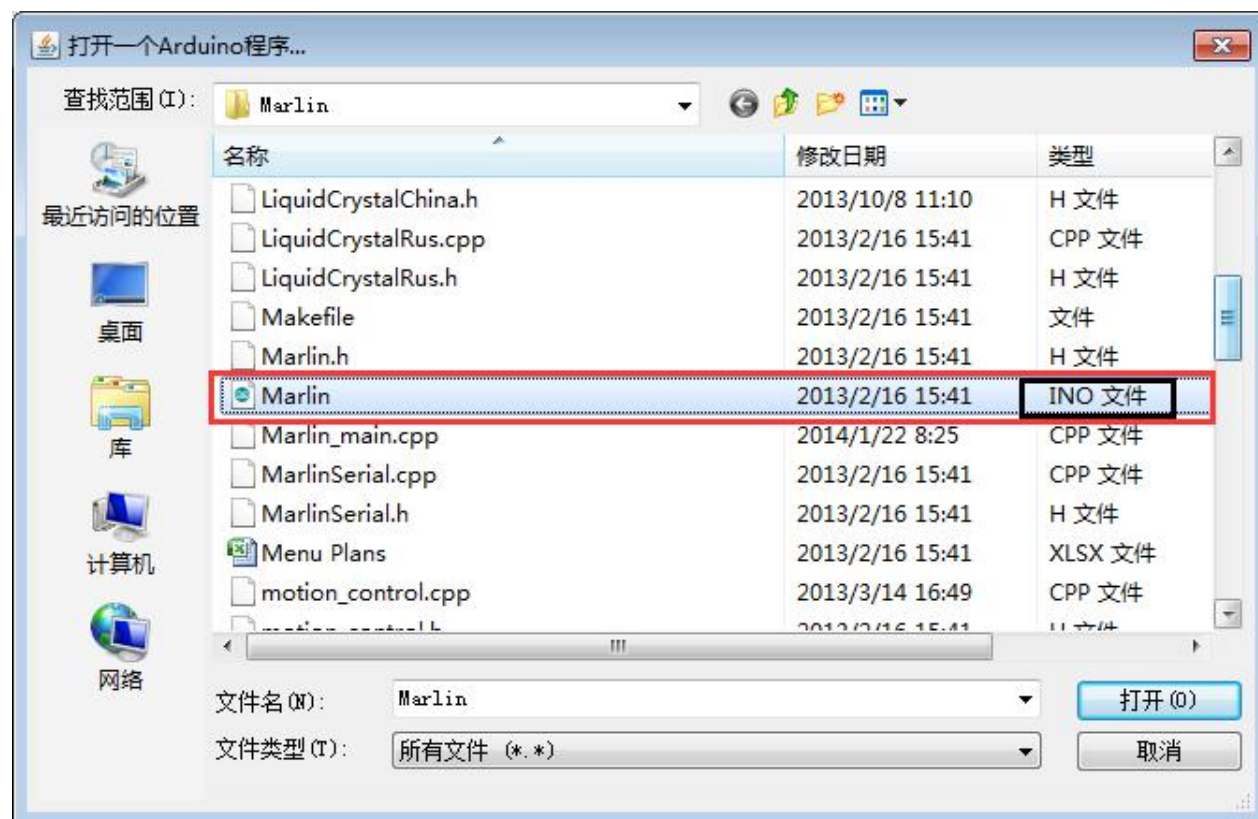 打开一个Arduino程序...
查找范围(I):
Marlin
名称 修改日期 类型
LiquidCrystalChina.h 2013/10/8 11:10 H 文件
LiquidCrystalRus.cpp 2013/2/16 15:41 CPP 文件
LiquidCrystalRus.h 2013/2/16 15:41 H 文件
Makefile 2013/2/16 15:41 文件
Marlin.h 2013/2/16 15:41 H 文件
Marlin 2013/2/16 15:41 INO 文件
Marlin_main.cpp 2014/1/22 8:25 CPP 文件
MarlinSerial.cpp 2013/2/16 15:41 CPP 文件
MarlinSerial.h 2013/2/16 15:41 H 文件
Menu Plans 2013/2/16 15:41 XLSX 文件
motion_control.cpp 2013/3/14 16:49 CPP 文件
motion_control.h 2013/2/16 15:41 H 文件
最近访问的位置
桌面
库
计算机
网络
文件名(N): Marlin 打开(O)
文件类型(T): 所有文件 (*.*) 取消